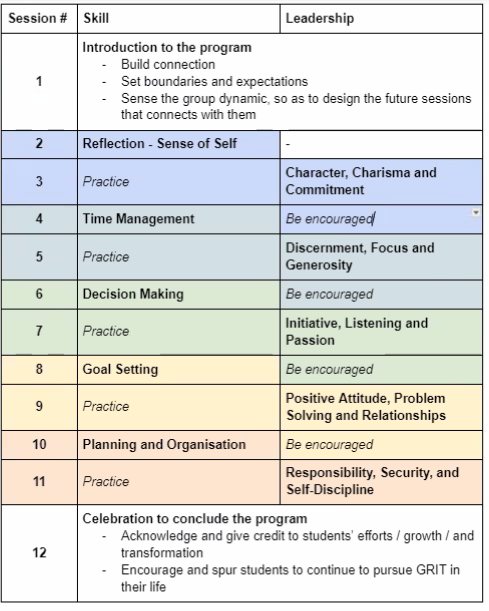 Session # Skill Leadership
Introduction to the program
- Build connection
1 - Set boundaries and expectations
- Sense the group dynamic, so as to design the future sessions
that connects with them
2 Reflection - Sense of Self -
3 Practice Character, Charisma and
Commitment
4 Time Management Be encouraged
5 Practice Discernment, Focus and
Generosity
6 Decision Making Be encouraged
7 Practice Initiative, Listening and
Passion
8 Goal Setting Be encouraged
9 Practice Positive Attitude, Problem
Solving and Relationships
10 Planning and Organisation Be encouraged
11 Practice Responsibility, Security, and
Self-Discipline
Celebration to conclude the program
- Acknowledge and give credit to students' efforts / growth / and
12 transformation
- Encourage and spur students to continue to pursue GRIT in
their life